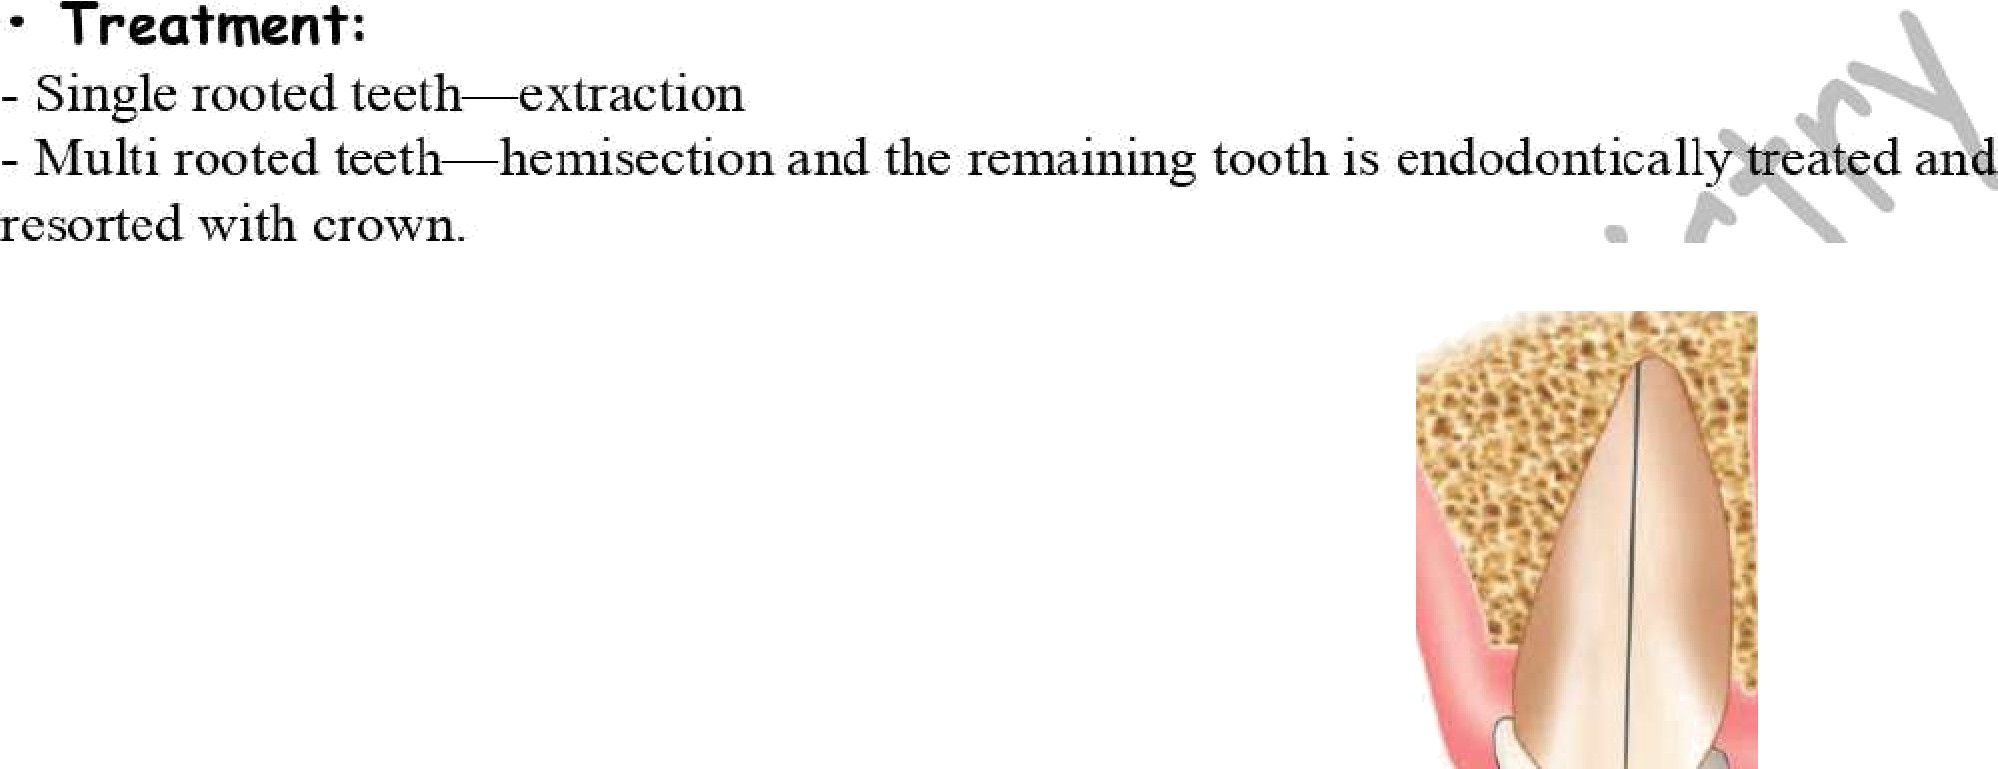 • Treatment:
- Single rooted teeth—extraction
- Multi rooted teeth—hemisection and the remaining tooth is endodontically treated and
resorted with crown.